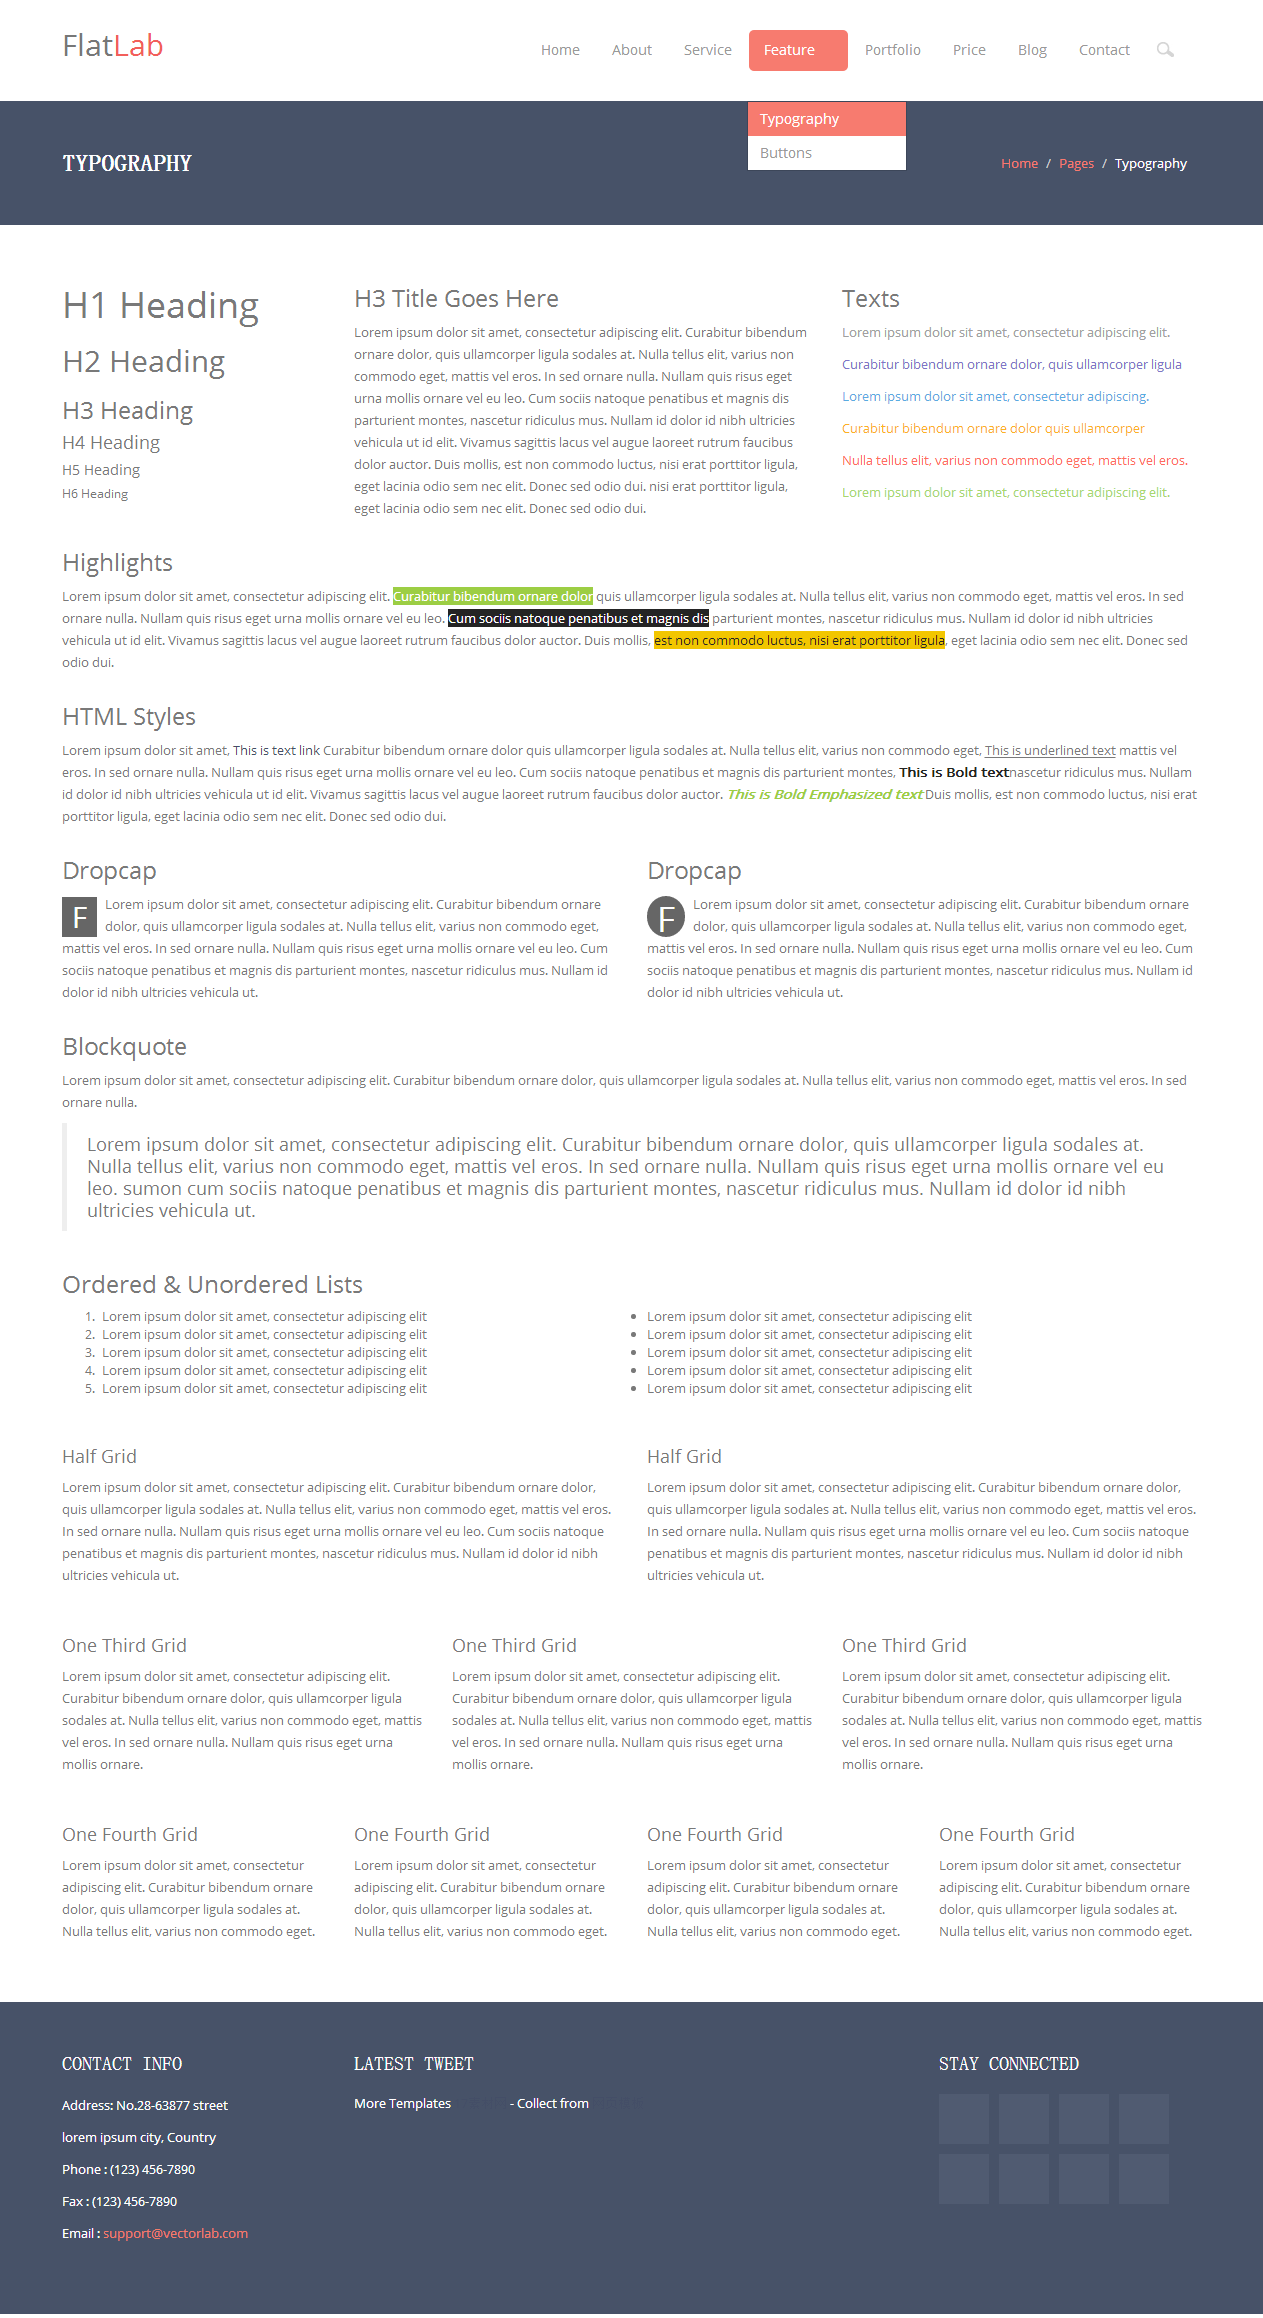 FlatLab
Home About Service Feature Portfolio Price Blog Contact
Typography
Buttons
TYPOGRAPHY
Home / Pages / Typography
H1 Heading
H2 Heading
H3 Heading
H4 Heading
H5 Heading
H6 Heading
H3 Title Goes Here
Lorem ipsum dolor sit amet, consectetur adipiscing elit. Curabitur bibendum
ornare dolor, quis ullamcorper ligula sodales at. Nulla tellus elit, varius non
commodo eget, mattis vel eros. In sed ornare nulla. Nullam quis risus eget
urna mollis ornare vel eu leo. Cum sociis natoque penatibus et magnis dis
parturient montes, nascetur ridiculus mus. Nullam id dolor id nibh ultricies
vehicula ut id elit. Vivamus sagittis lacus vel augue laoreet rutrum faucibus
dolor auctor. Duis mollis, est non commodo luctus, nisi erat porttitor ligula,
eget lacinia odio sem nec elit. Donec sed odio dui. nisi erat porttitor ligula,
eget lacinia odio sem nec elit. Donec sed odio dui.
Texts
Lorem ipsum dolor sit amet, consectetur adipiscing elit.
Curabitur bibendum ornare dolor, quis ullamcorper ligula
Lorem ipsum dolor sit amet, consectetur adipiscing.
Curabitur bibendum ornare dolor quis ullamcorper
Nulla tellus elit, varius non commodo eget, mattis vel eros.
Lorem ipsum dolor sit amet, consectetur adipiscing elit.
Highlights
Lorem ipsum dolor sit amet, consectetur adipiscing elit. Curabitur bibendum ornare dolor quis ullamcorper ligula sodales at. Nulla tellus elit, varius non commodo eget, mattis vel eros. In sed
ornare nulla. Nullam quis risus eget urna mollis ornare vel eu leo. Cum sociis natoque penatibus et magnis dis parturient montes, nascetur ridiculus mus. Nullam id dolor id nibh ultricies
vehicula ut id elit. Vivamus sagittis lacus vel augue laoreet rutrum faucibus dolor auctor. Duis mollis, est non commodo luctus, nisi erat porttitor ligula, eget lacinia odio sem nec elit. Donec sed
odio dui.
HTML Styles
Lorem ipsum dolor sit amet, This is text link Curabitur bibendum ornare dolor quis ullamcorper ligula sodales at. Nulla tellus elit, varius non commodo eget, This is underlined text mattis vel
eros. In sed ornare nulla. Nullam quis risus eget urna mollis ornare vel eu leo. Cum sociis natoque penatibus et magnis dis parturient montes, This is Bold textnascetur ridiculus mus. Nullam
id dolor id nibh ultricies vehicula ut id elit. Vivamus sagittis lacus vel augue laoreet rutrum faucibus dolor auctor. This is Bold Emphasized text Duis mollis, est non commodo luctus, nisi erat
porttitor ligula, eget lacinia odio sem nec elit. Donec sed odio dui.
Dropcap
F Lorem ipsum dolor sit amet, consectetur adipiscing elit. Curabitur bibendum ornare
dolor, quis ullamcorper ligula sodales at. Nulla tellus elit, varius non commodo eget,
mattis vel eros. In sed ornare nulla. Nullam quis risus eget urna mollis ornare vel eu leo. Cum
sociis natoque penatibus et magnis dis parturient montes, nascetur ridiculus mus. Nullam id
dolor id nibh ultricies vehicula ut.
Dropcap
F Lorem ipsum dolor sit amet, consectetur adipiscing elit. Curabitur bibendum ornare
dolor, quis ullamcorper ligula sodales at. Nulla tellus elit, varius non commodo eget,
mattis vel eros. In sed ornare nulla. Nullam quis risus eget urna mollis ornare vel eu leo. Cum
sociis natoque penatibus et magnis dis parturient montes, nascetur ridiculus mus. Nullam id
dolor id nibh ultricies vehicula ut.
Blockquote
Lorem ipsum dolor sit amet, consectetur adipiscing elit. Curabitur bibendum ornare dolor, quis ullamcorper ligula sodales at. Nulla tellus elit, varius non commodo eget, mattis vel eros. In sed
ornare nulla.
Lorem ipsum dolor sit amet, consectetur adipiscing elit. Curabitur bibendum ornare dolor, quis ullamcorper ligula sodales at.
Nulla tellus elit, varius non commodo eget, mattis vel eros. In sed ornare nulla. Nullam quis risus eget urna mollis ornare vel eu
leo. sumon cum sociis natoque penatibus et magnis dis parturient montes, nascetur ridiculus mus. Nullam id dolor id nibh
ultricies vehicula ut.
Ordered & Unordered Lists
1. Lorem ipsum dolor sit amet, consectetur adipiscing elit
2. Lorem ipsum dolor sit amet, consectetur adipiscing elit
3. Lorem ipsum dolor sit amet, consectetur adipiscing elit
4. Lorem ipsum dolor sit amet, consectetur adipiscing elit
5. Lorem ipsum dolor sit amet, consectetur adipiscing elit
• Lorem ipsum dolor sit amet, consectetur adipiscing elit
• Lorem ipsum dolor sit amet, consectetur adipiscing elit
• Lorem ipsum dolor sit amet, consectetur adipiscing elit
• Lorem ipsum dolor sit amet, consectetur adipiscing elit
• Lorem ipsum dolor sit amet, consectetur adipiscing elit
Half Grid
Lorem ipsum dolor sit amet, consectetur adipiscing elit. Curabitur bibendum ornare dolor,
quis ullamcorper ligula sodales at. Nulla tellus elit, varius non commodo eget, mattis vel eros.
In sed ornare nulla. Nullam quis risus eget urna mollis ornare vel eu leo. Cum sociis natoque
penatibus et magnis dis parturient montes, nascetur ridiculus mus. Nullam id dolor id nibh
ultricies vehicula ut.
Half Grid
Lorem ipsum dolor sit amet, consectetur adipiscing elit. Curabitur bibendum ornare dolor,
quis ullamcorper ligula sodales at. Nulla tellus elit, varius non commodo eget, mattis vel eros.
In sed ornare nulla. Nullam quis risus eget urna mollis ornare vel eu leo. Cum sociis natoque
penatibus et magnis dis parturient montes, nascetur ridiculus mus. Nullam id dolor id nibh
ultricies vehicula ut.
One Third Grid
Lorem ipsum dolor sit amet, consectetur adipiscing elit.
Curabitur bibendum ornare dolor, quis ullamcorper ligula
sodales at. Nulla tellus elit, varius non commodo eget, mattis
vel eros. In sed ornare nulla. Nullam quis risus eget urna
mollis ornare.
One Third Grid
Lorem ipsum dolor sit amet, consectetur adipiscing elit.
Curabitur bibendum ornare dolor, quis ullamcorper ligula
sodales at. Nulla tellus elit, varius non commodo eget, mattis
vel eros. In sed ornare nulla. Nullam quis risus eget urna
mollis ornare.
One Third Grid
Lorem ipsum dolor sit amet, consectetur adipiscing elit.
Curabitur bibendum ornare dolor, quis ullamcorper ligula
sodales at. Nulla tellus elit, varius non commodo eget, mattis
vel eros. In sed ornare nulla. Nullam quis risus eget urna
mollis ornare.
One Fourth Grid
Lorem ipsum dolor sit amet, consectetur
adipiscing elit. Curabitur bibendum ornare
dolor, quis ullamcorper ligula sodales at.
Nulla tellus elit, varius non commodo eget.
One Fourth Grid
Lorem ipsum dolor sit amet, consectetur
adipiscing elit. Curabitur bibendum ornare
dolor, quis ullamcorper ligula sodales at.
Nulla tellus elit, varius non commodo eget.
One Fourth Grid
Lorem ipsum dolor sit amet, consectetur
adipiscing elit. Curabitur bibendum ornare
dolor, quis ullamcorper ligula sodales at.
Nulla tellus elit, varius non commodo eget.
One Fourth Grid
Lorem ipsum dolor sit amet, consectetur
adipiscing elit. Curabitur bibendum ornare
dolor, quis ullamcorper ligula sodales at.
Nulla tellus elit, varius non commodo eget.
CONTACT INFO
Address: No.28-63877 street
lorem ipsum city, Country
Phone : (123) 456-7890
Fax : (123) 456-7890
Email : support@vectorlab.com
LATEST TWEET
More Templates - Collect from
STAY CONNECTED